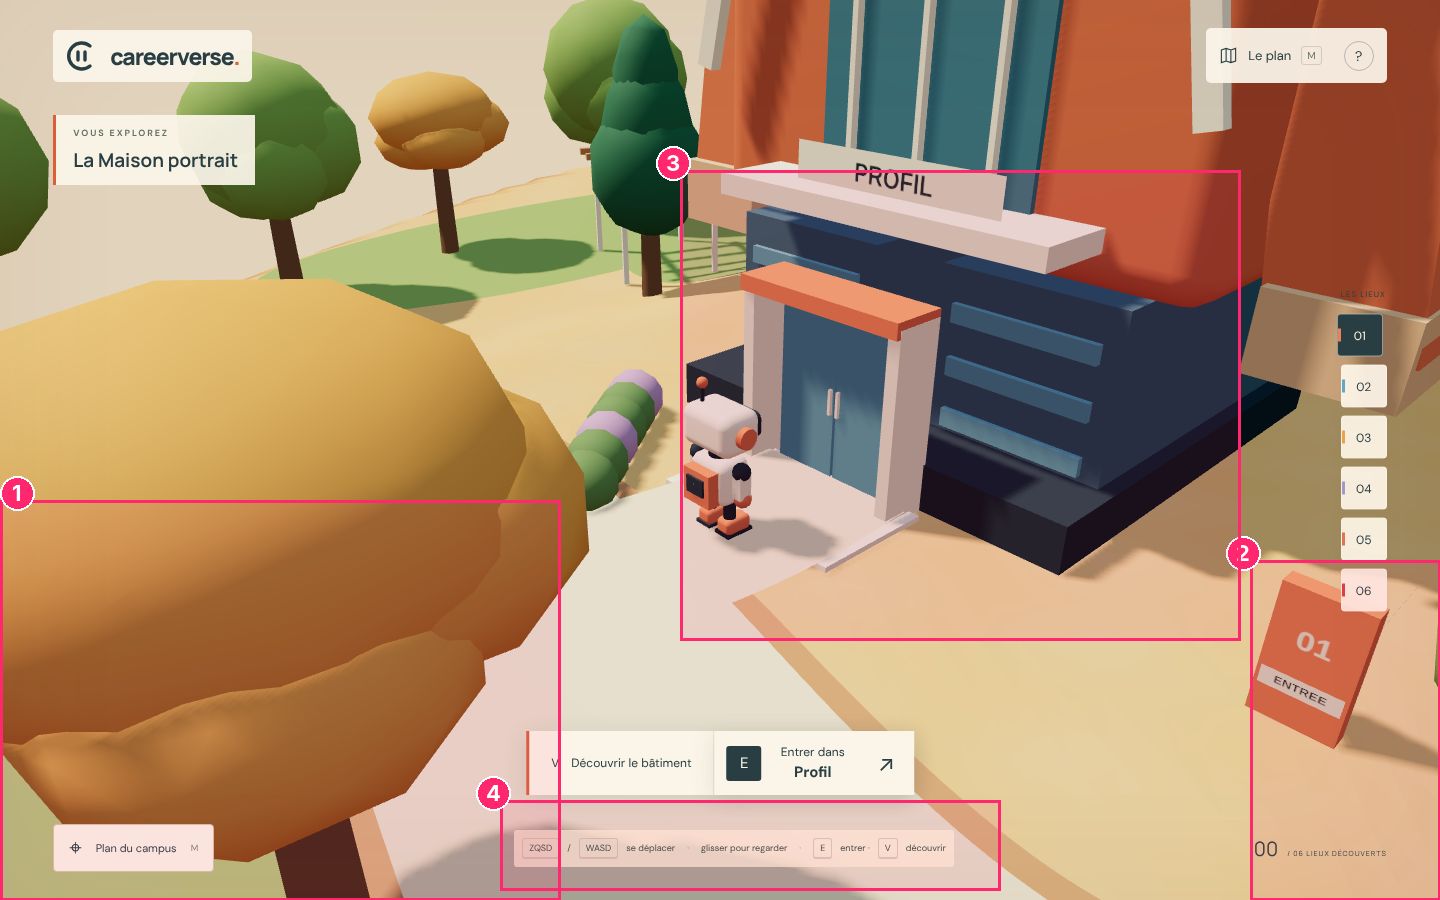 careerverse.
Le plan M ?
VOUS EXPLOREZ
La Maison portrait
3
PROFIL
LES LIEUX
01
02
03
04
05
06
1
2
01
ENTREE
V Découvrir le bâtiment
E Entrer dans
Profil
4
Plan du campus M
ZQSD / WASD se déplacer · glisser pour regarder · E entrer · V découvrir
00 / 06 LIEUX DÉCOUVERTS